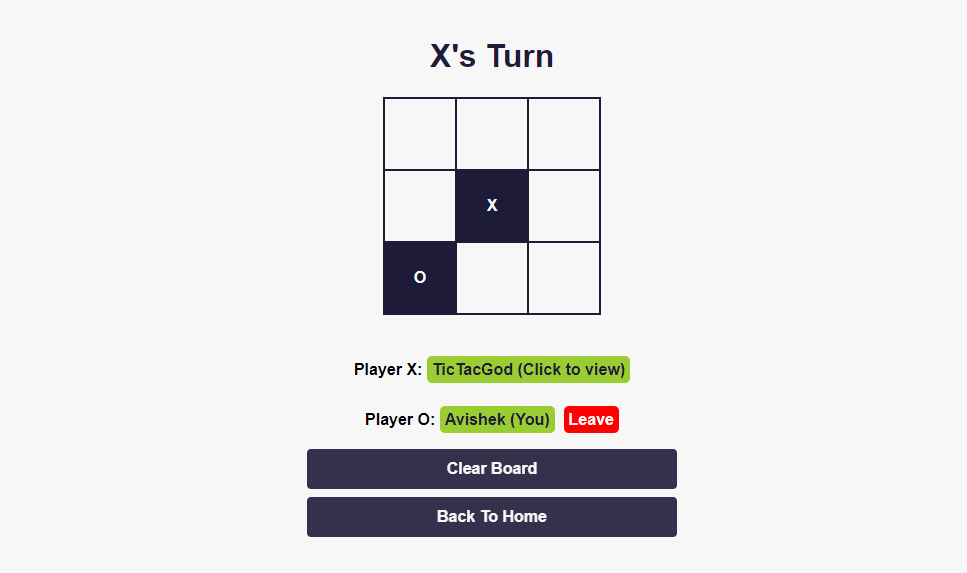 X's Turn
X
O
Player X: TicTacGod (Click to view)
Player O: Avishek (You) Leave
Clear Board
Back To Home